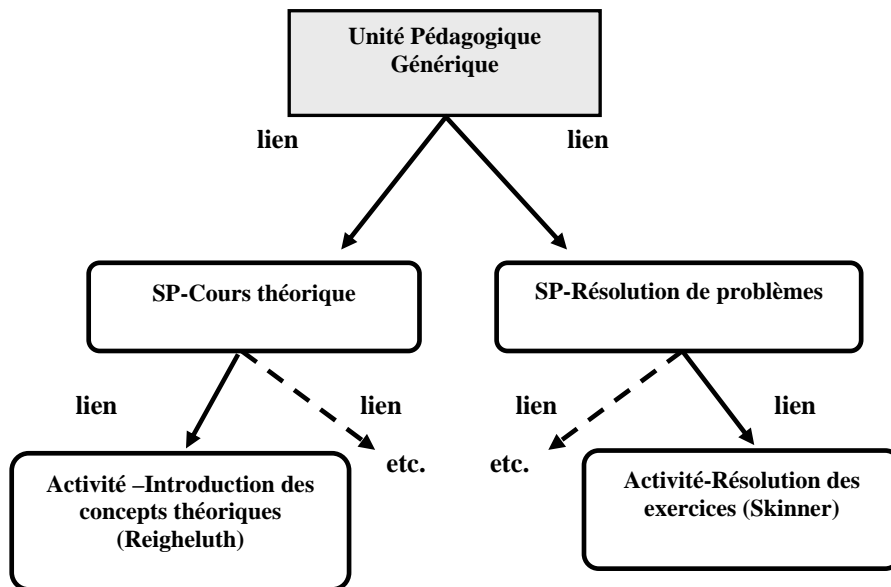 Unité Pédagogique
Générique
lien
lien
SP-Cours théorique
SP-Résolution de problèmes
lien
lien
lien
lien
etc.
etc.
Activité –Introduction des
concepts théoriques
(Reigheluth)
Activité-Résolution des
exercices (Skinner)